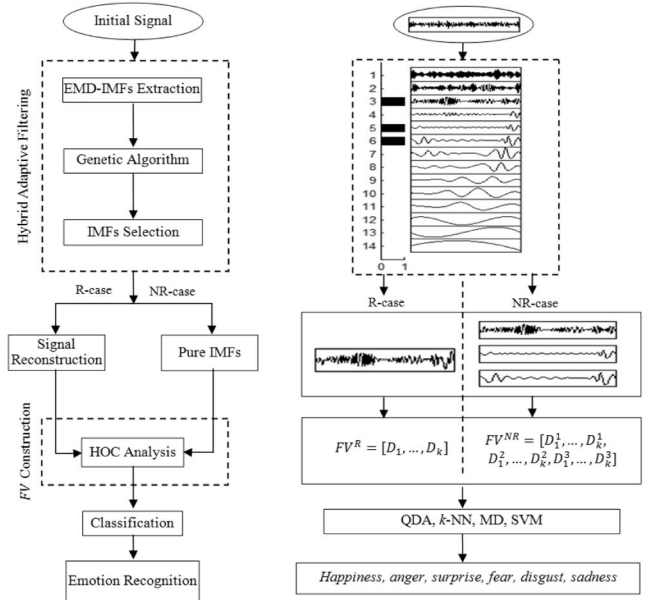 Initial Signal
Hybrid Adaptive Filtering
EMD-IMFs Extraction
Genetic Algorithm
IMFs Selection
R-case
NR-case
Signal
Reconstruction
Pure IMFs
FV Construction
HOC Analysis
Classification
Emotion Recognition
1
2
3
4
5
6
7
8
9
10
11
12
13
14
0 1
R-case
NR-case
FV^R = [D_1, …, D_k]
FV^{NR} = [D_1^1, …, D_k^1,
D_1^2, …, D_k^2, D_1^3, …, D_k^3]
QDA, k-NN, MD, SVM
Happiness, anger, surprise, fear, disgust, sadness